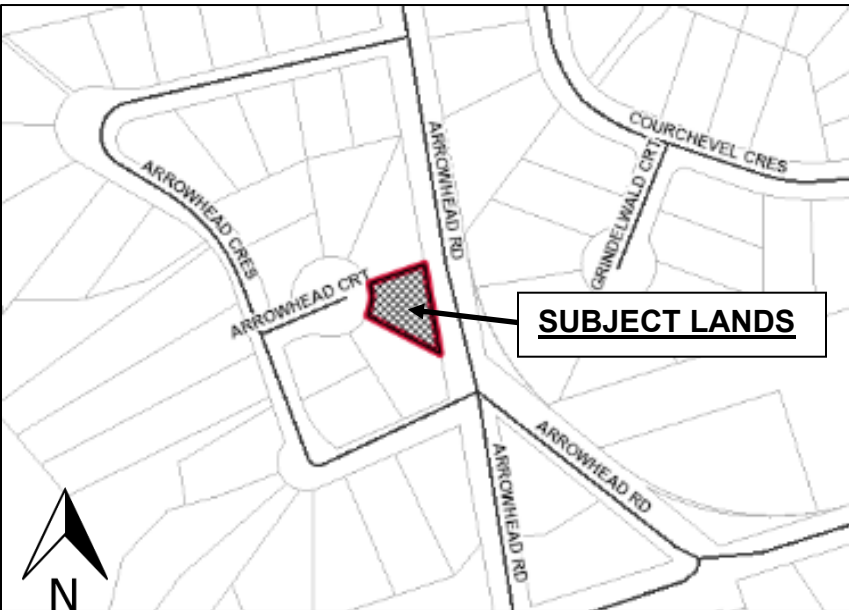 COURCHEVEL CRES
ARROWHEAD RD
ARROWHEAD CRES
GRINDELWALD CRT
ARROWHEAD CRT
SUBJECT LANDS
ARROWHEAD RD
ARROWHEAD RD
N